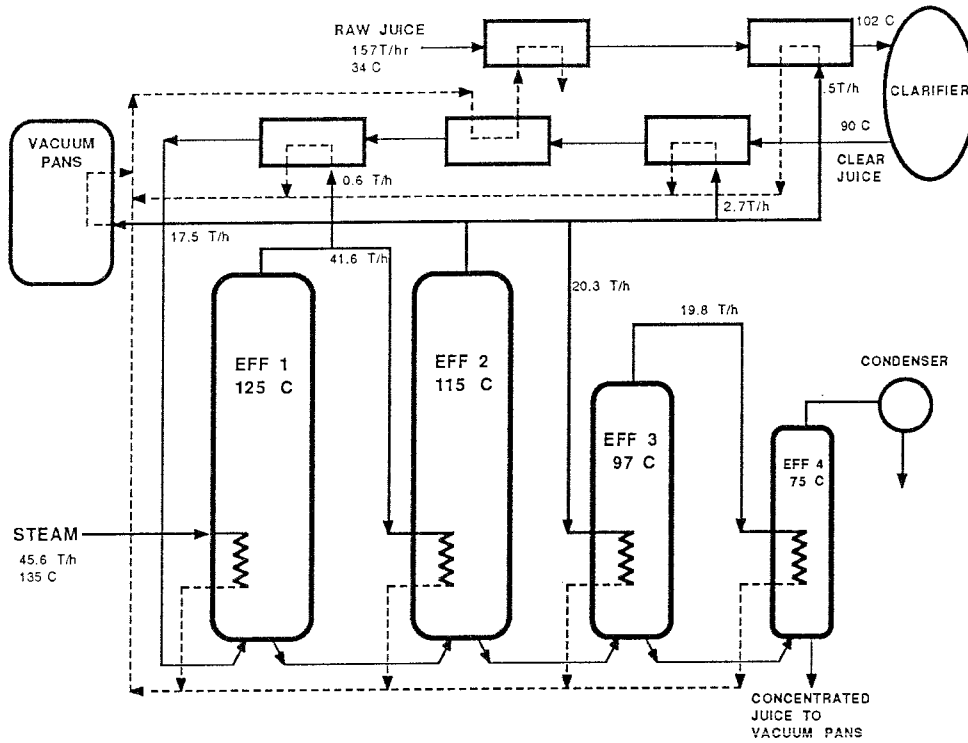 RAW JUICE
157T/hr
34 C
102 C
CLARIFIER
.5T/h
90 C
CLEAR
JUICE
VACUUM
PANS
0.6 T/h
2.7T/h
17.5 T/h
41.6 T/h
20.3 T/h
19.8 T/h
EFF 1
125 C
EFF 2
115 C
EFF 3
97 C
EFF 4
75 C
CONDENSER
STEAM
45.6 T/h
135 C
CONCENTRATED
JUICE TO
VACUUM PANS